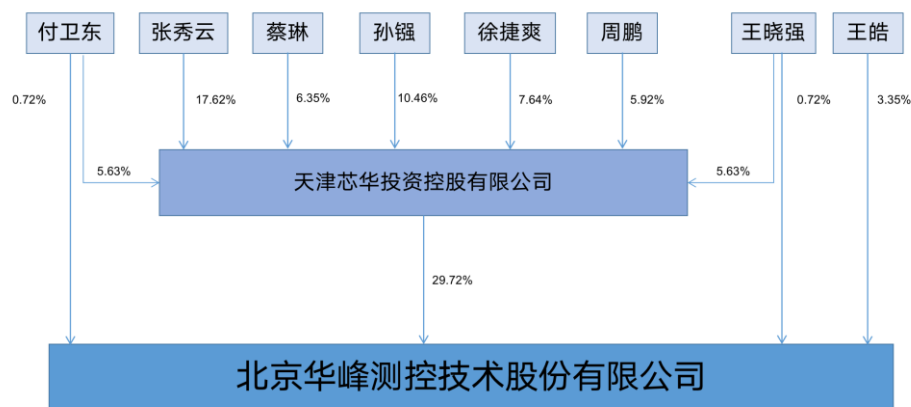 付卫东
张秀云
蔡琳
孙镪
徐捷爽
周鹏
王晓强
王皓
0.72%
17.62%
6.35%
10.46%
7.64%
5.92%
0.72%
3.35%
5.63%
天津芯华投资控股有限公司
5.63%
29.72%
北京华峰测控技术股份有限公司